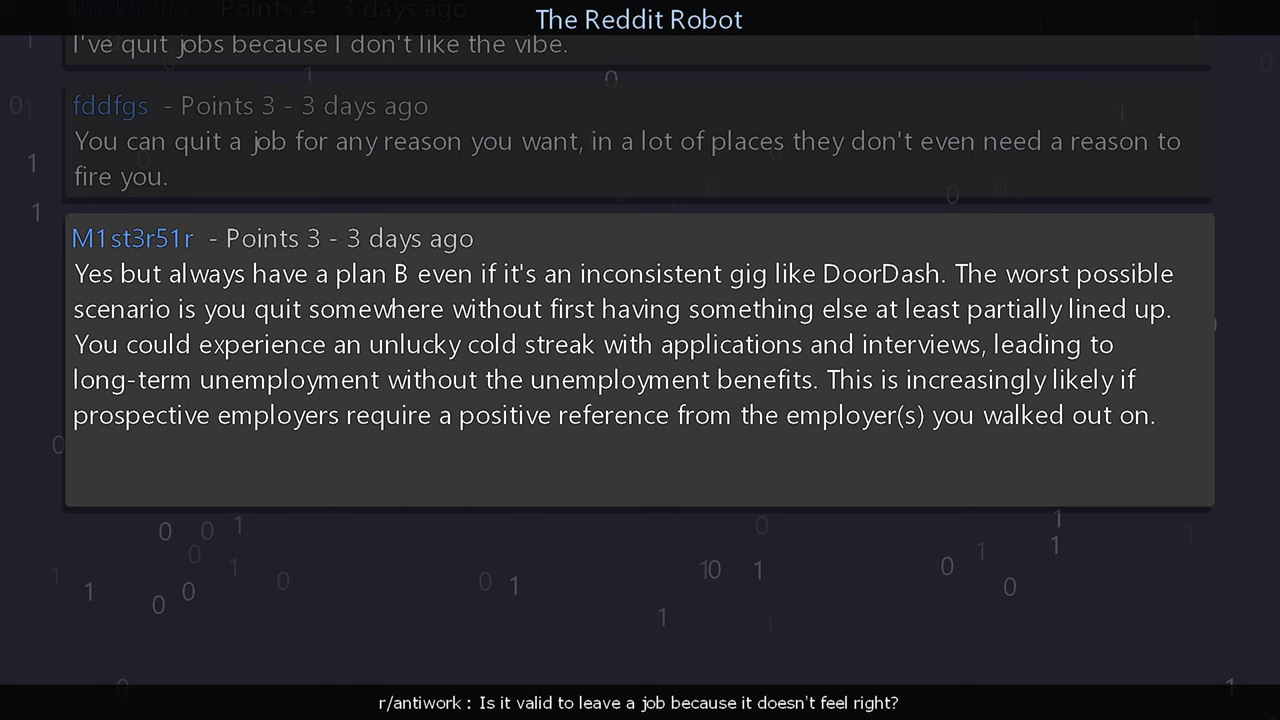 The Reddit Robot
- Points 4 - 3 days ago
I've quit jobs because I don't like the vibe.
fddfgs - Points 3 - 3 days ago
You can quit a job for any reason you want, in a lot of places they don't even need a reason to
fire you.
M1st3r51r - Points 3 - 3 days ago
Yes but always have a plan B even if it's an inconsistent gig like DoorDash. The worst possible
scenario is you quit somewhere without first having something else at least partially lined up.
You could experience an unlucky cold streak with applications and interviews, leading to
long-term unemployment without the unemployment benefits. This is increasingly likely if
prospective employers require a positive reference from the employer(s) you walked out on.
r/antiwork : Is it valid to leave a job because it doesn't feel right?